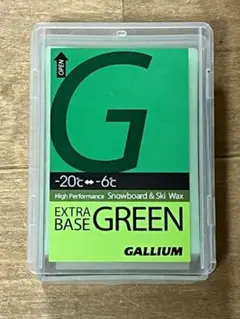 OPEN
G
-20℃ ⬌ -6℃
High Performance Snowboard & Ski Wax
EXTRA
BASE GREEN
GALLIUM